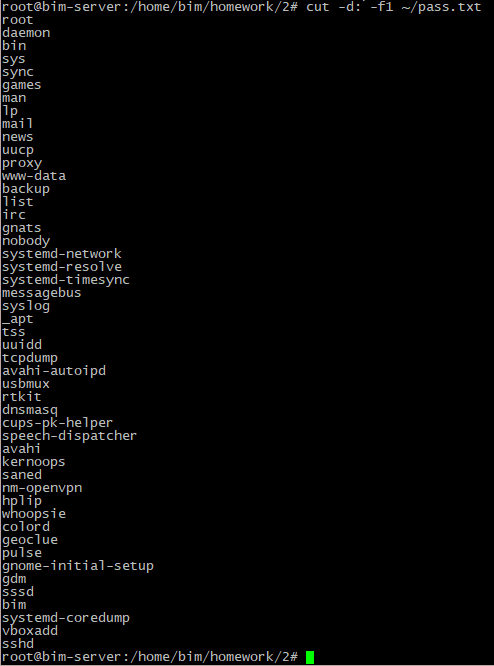 root@bim-server:/home/bim/homework/2# cut -d: -f1 ~/pass.txt
root
daemon
bin
sys
sync
games
man
lp
mail
news
uucp
proxy
www-data
backup
list
irc
gnats
nobody
systemd-network
systemd-resolve
systemd-timesync
messagebus
syslog
_apt
tss
uuidd
tcpdump
avahi-autoipd
usbmux
rtkit
dnsmasq
cups-pk-helper
speech-dispatcher
avahi
kernoops
saned
nm-openvpn
hplip
whoopsie
colord
geoclue
pulse
gnome-initial-setup
gdm
sssd
bim
systemd-coredump
vboxadd
sshd
root@bim-server:/home/bim/homework/2#